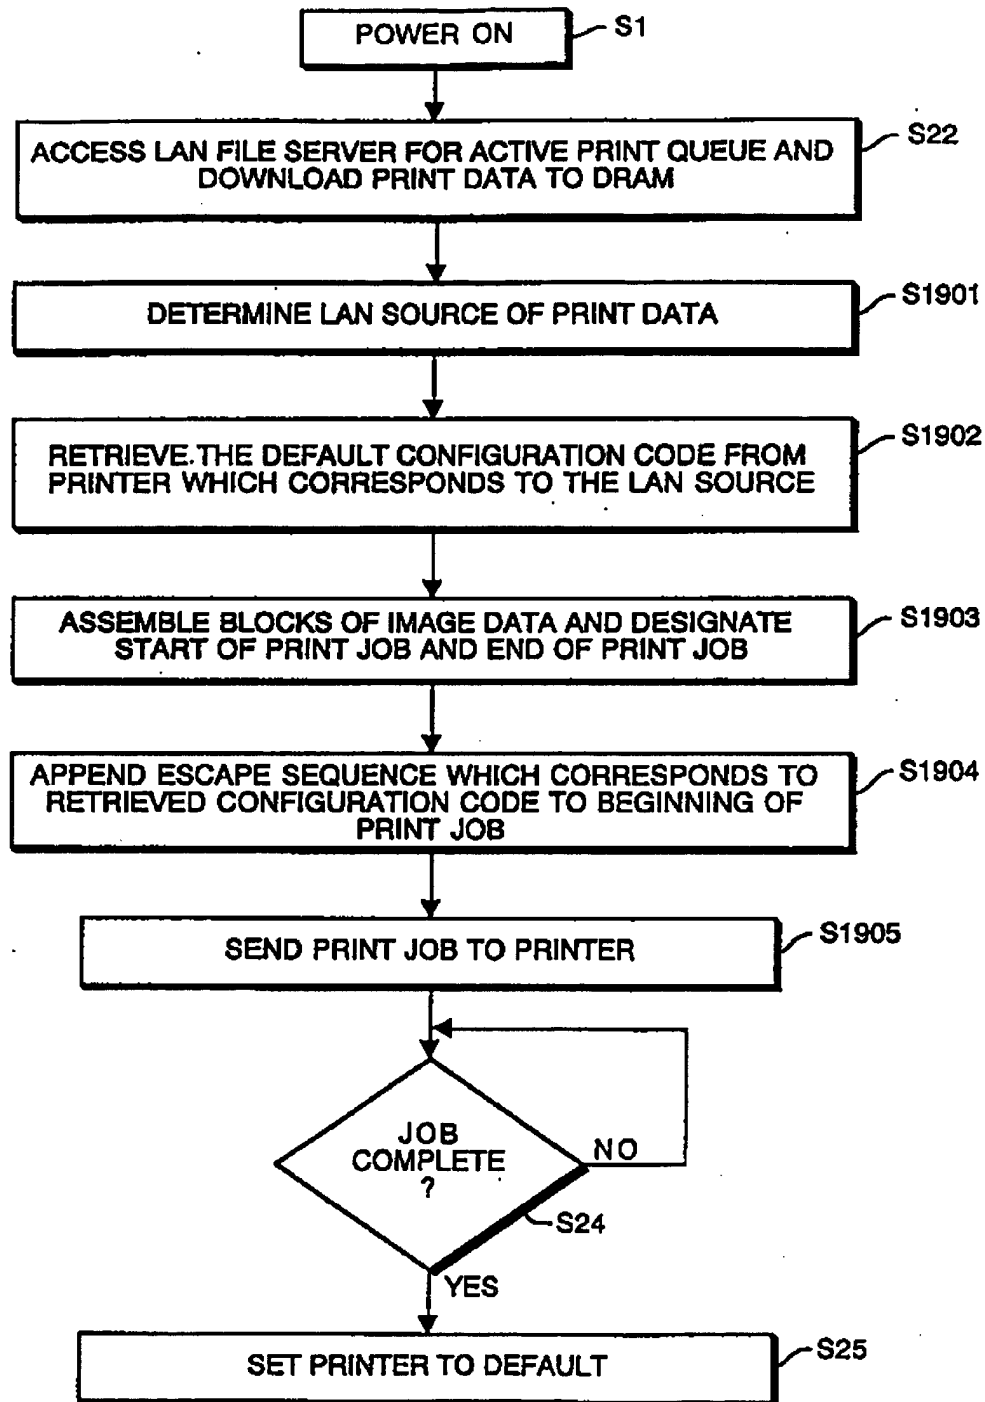 POWER ON
S1
ACCESS LAN FILE SERVER FOR ACTIVE PRINT QUEUE AND
DOWNLOAD PRINT DATA TO DRAM
S22
DETERMINE LAN SOURCE OF PRINT DATA
S1901
RETRIEVE THE DEFAULT CONFIGURATION CODE FROM
PRINTER WHICH CORRESPONDS TO THE LAN SOURCE
S1902
ASSEMBLE BLOCKS OF IMAGE DATA AND DESIGNATE
START OF PRINT JOB AND END OF PRINT JOB
S1903
APPEND ESCAPE SEQUENCE WHICH CORRESPONDS TO
RETRIEVED CONFIGURATION CODE TO BEGINNING OF
PRINT JOB
S1904
SEND PRINT JOB TO PRINTER
S1905
JOB
COMPLETE
?
NO
S24
YES
SET PRINTER TO DEFAULT
S25